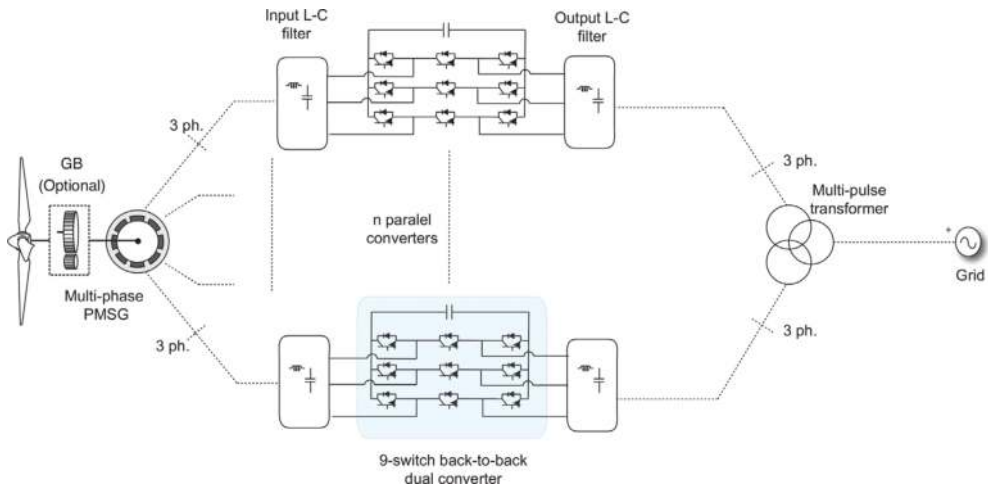 Input L-C
filter
Output L-C
filter
3 ph.
GB
(Optional)
Multi-phase
PMSG
n paralel
converters
3 ph.
Multi-pulse
transformer
+
Grid
3 ph.
3 ph.
9-switch back-to-back
dual converter